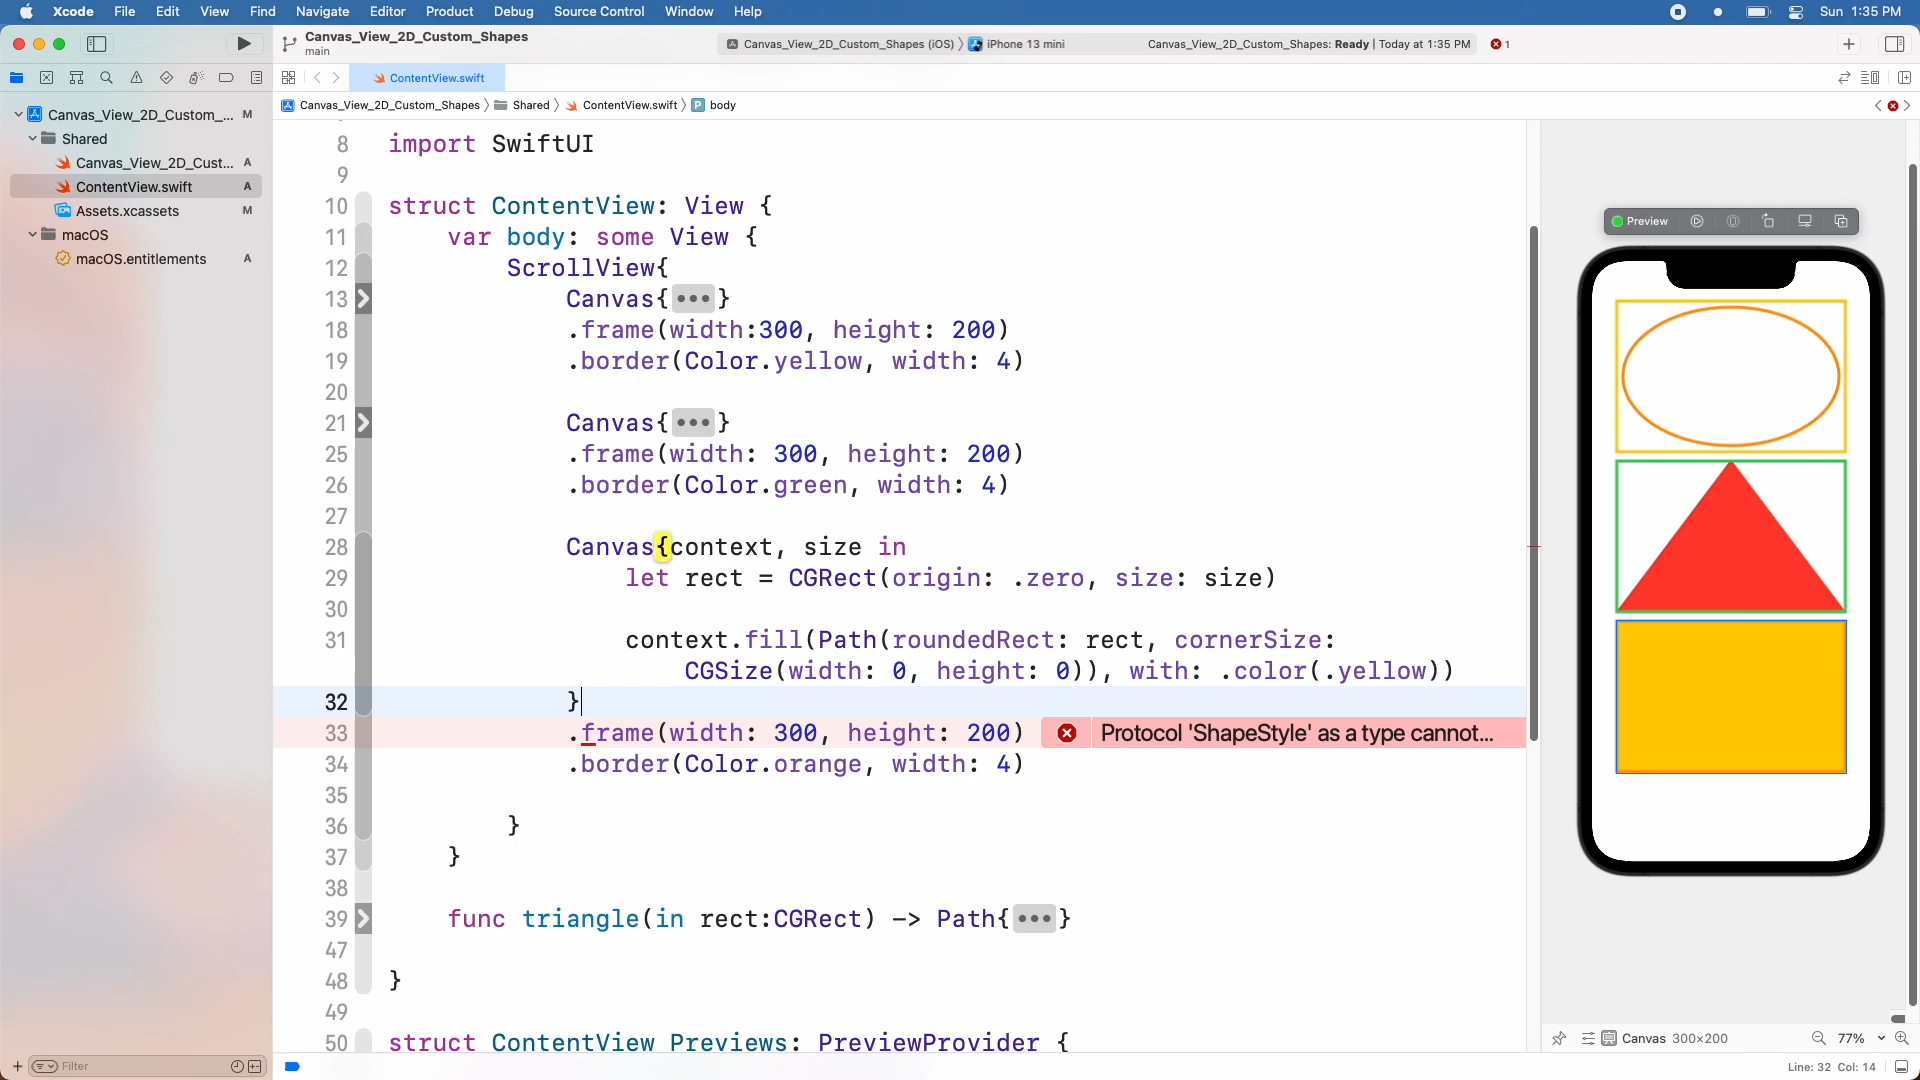 Xcode File Edit View Find Navigate Editor Product Debug Source Control Window Help Sun 1:35 PM
Canvas_View_2D_Custom_Shapes
main
Canvas_View_2D_Custom_Shapes (iOS) iPhone 13 mini Canvas_View_2D_Custom_Shapes: Ready | Today at 1:35 PM 1
ContentView.swift
Canvas_View_2D_Custom_Shapes Shared ContentView.swift P body
Canvas_View_2D_Custom_... M
Shared
Canvas_View_2D_Cust... A
ContentView.swift A
Assets.xcassets M
macOS
macOS.entitlements A
8 import SwiftUI
9
10 struct ContentView: View {
11 var body: some View {
12 ScrollView{
13 Canvas{•••}
18 .frame(width:300, height: 200)
19 .border(Color.yellow, width: 4)
20
21 Canvas{•••}
25 .frame(width: 300, height: 200)
26 .border(Color.green, width: 4)
27
28 Canvas{context, size in
29 let rect = CGRect(origin: .zero, size: size)
30
31 context.fill(Path(roundedRect: rect, cornerSize:
CGSize(width: 0, height: 0)), with: .color(.yellow))
32 }
33 .frame(width: 300, height: 200) Protocol 'ShapeStyle' as a type cannot...
34 .border(Color.orange, width: 4)
35
36 }
37 }
38
39 func triangle(in rect:CGRect) -> Path{•••}
47
48 }
49
50 struct ContentView_Previews: PreviewProvider {
Preview
Canvas 300×200 77%
Filter
Line: 32 Col: 14